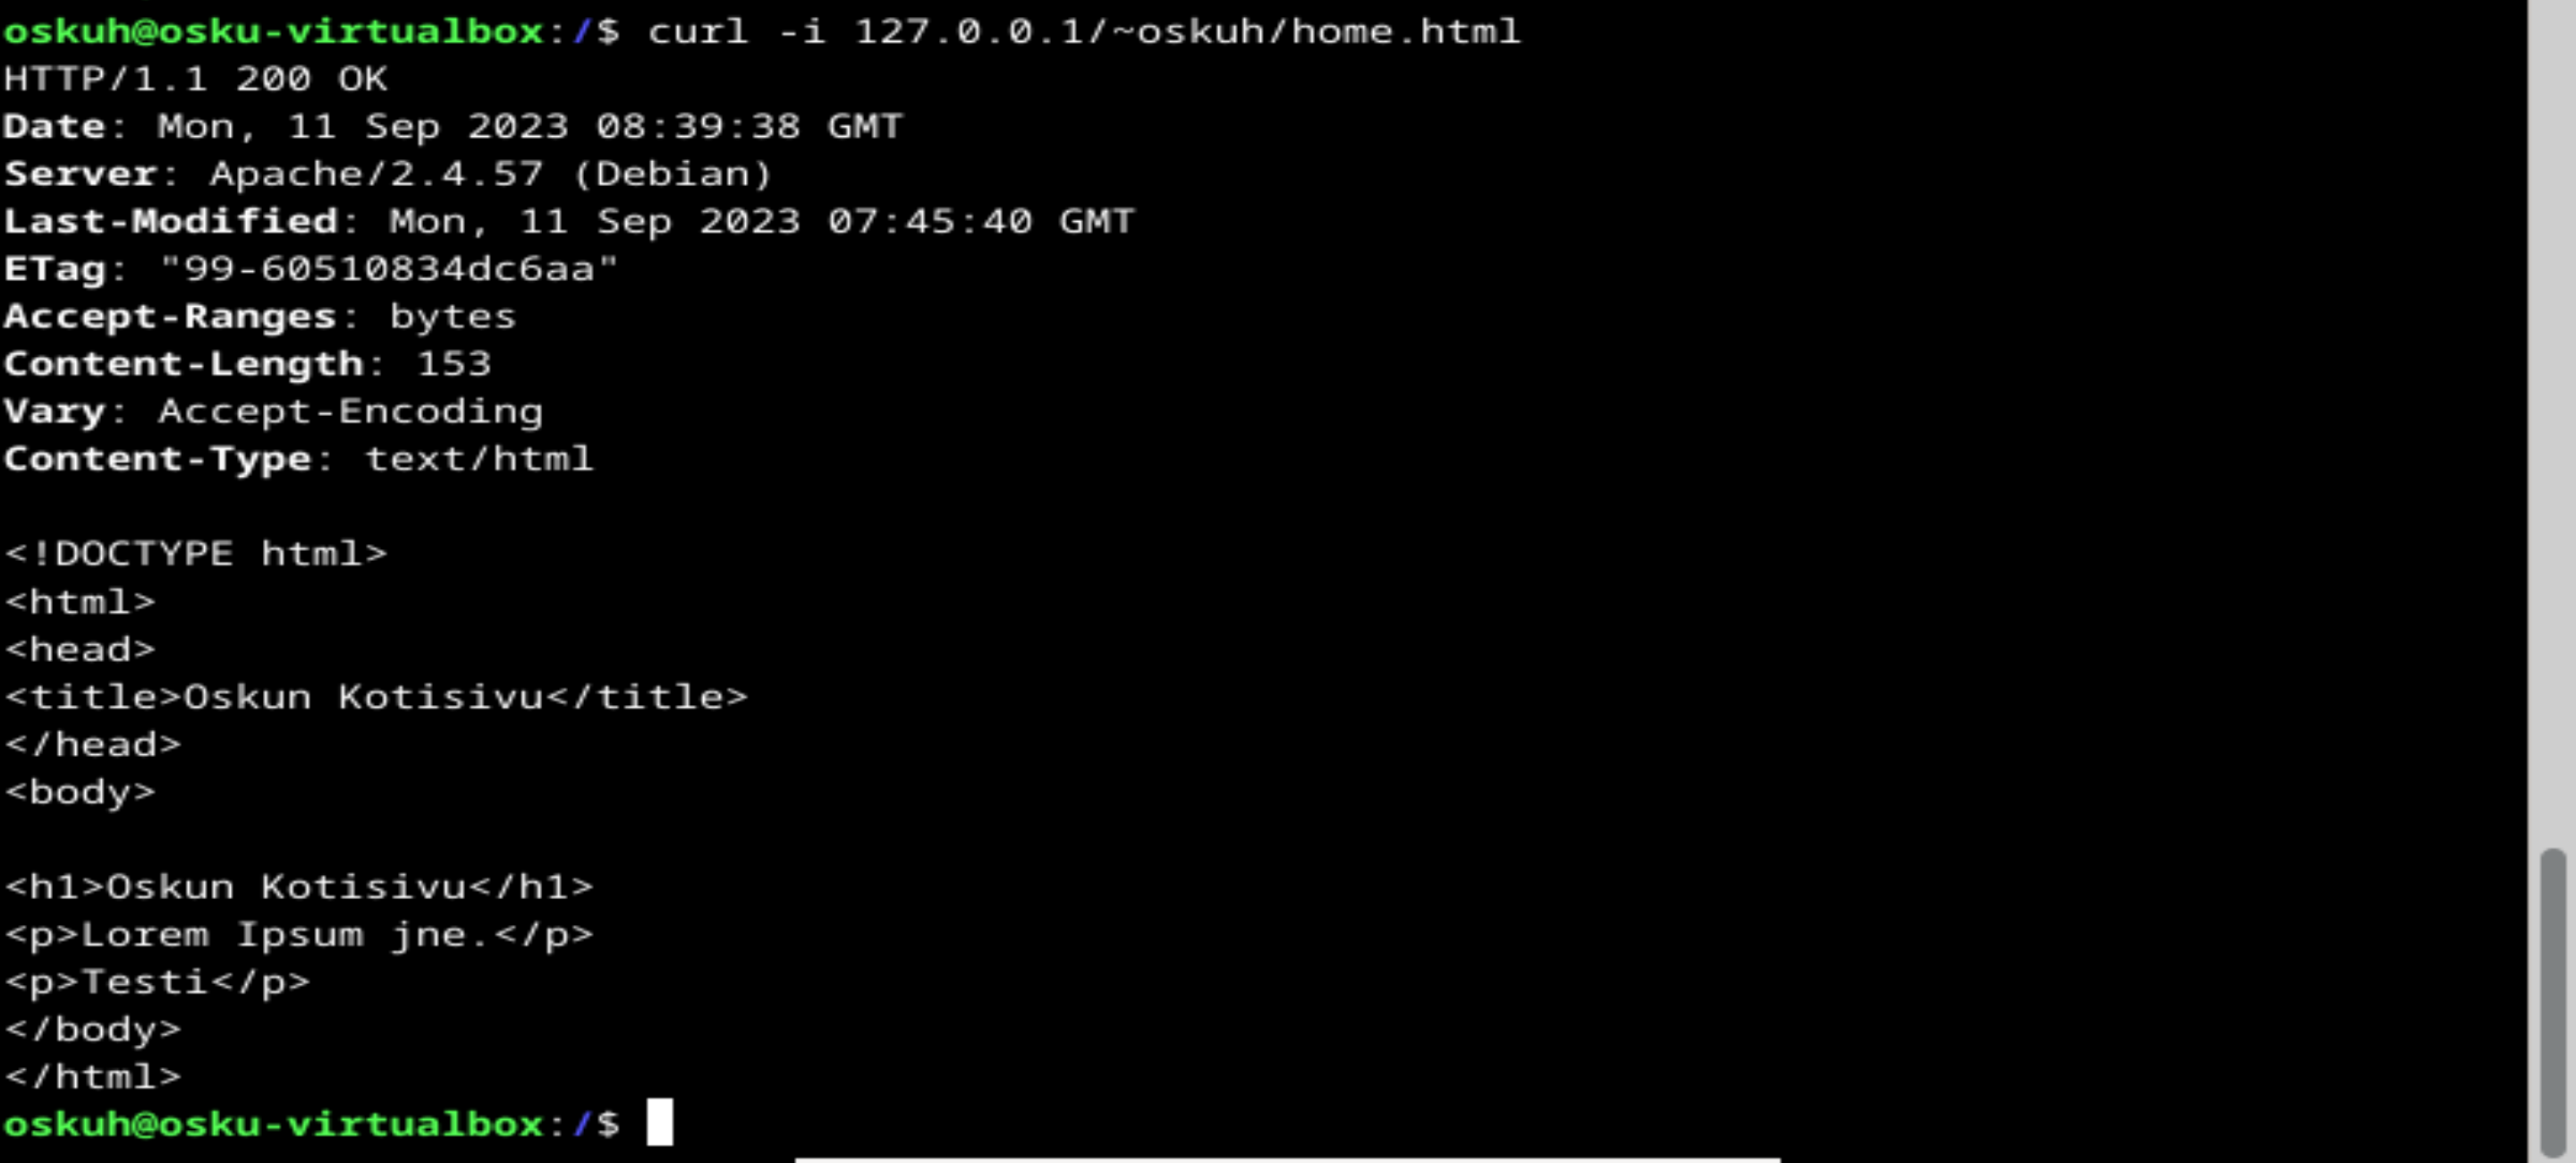 oskuh@osku-virtualbox:/$ curl -i 127.0.0.1/~oskuh/home.html
HTTP/1.1 200 OK
Date: Mon, 11 Sep 2023 08:39:38 GMT
Server: Apache/2.4.57 (Debian)
Last-Modified: Mon, 11 Sep 2023 07:45:40 GMT
ETag: "99-60510834dc6aa"
Accept-Ranges: bytes
Content-Length: 153
Vary: Accept-Encoding
Content-Type: text/html

<!DOCTYPE html>
<html>
<head>
<title>Oskun Kotisivu</title>
</head>
<body>

<h1>Oskun Kotisivu</h1>
<p>Lorem Ipsum jne.</p>
<p>Testi</p>
</body>
</html>
oskuh@osku-virtualbox:/$